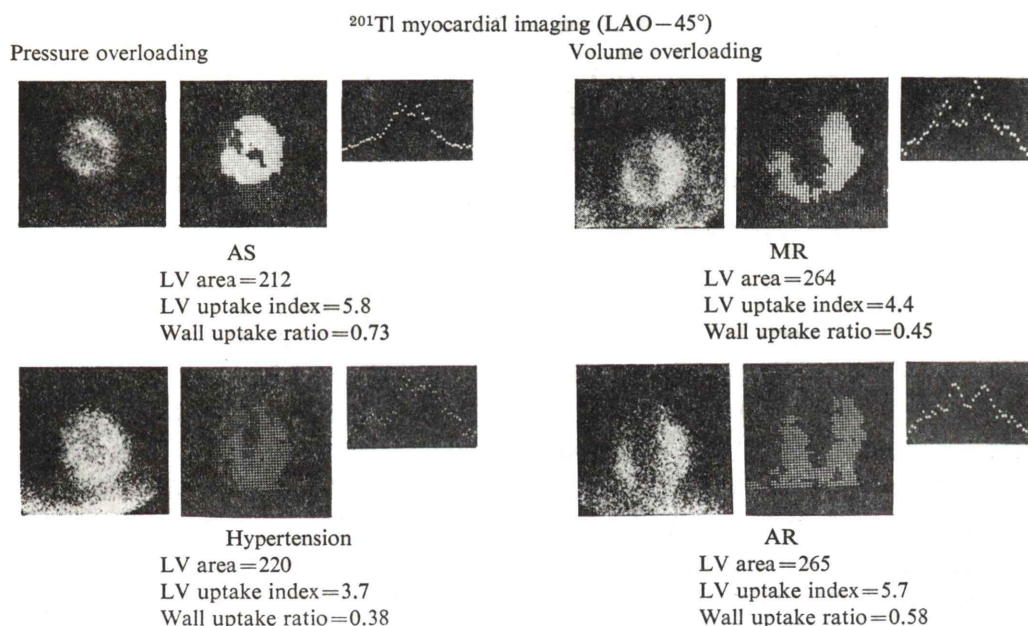 ²⁰¹Tl myocardial imaging (LAO—45°)
Pressure overloading
Volume overloading
AS
LV area=212
LV uptake index=5.8
Wall uptake ratio=0.73
MR
LV area=264
LV uptake index=4.4
Wall uptake ratio=0.45
Hypertension
LV area=220
LV uptake index=3.7
Wall uptake ratio=0.38
AR
LV area=265
LV uptake index=5.7
Wall uptake ratio=0.58